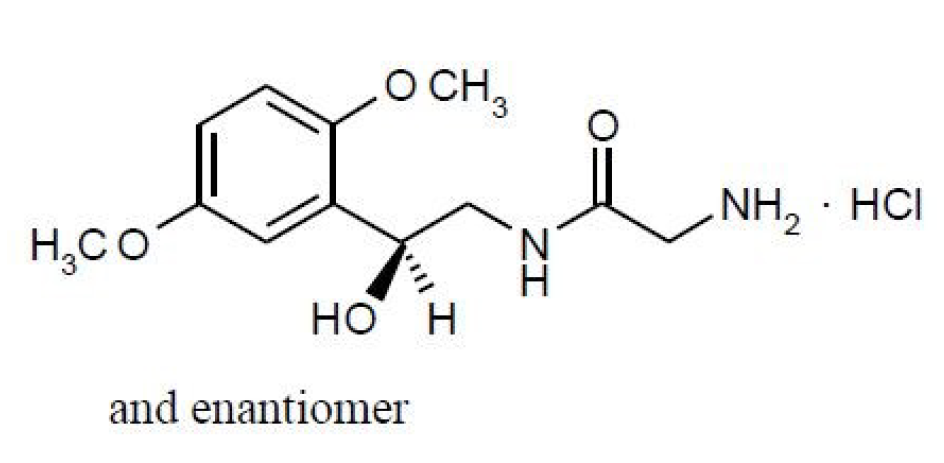 O CH3
O
NH2 · HCl
H3C O
N
H
HO H
and enantiomer